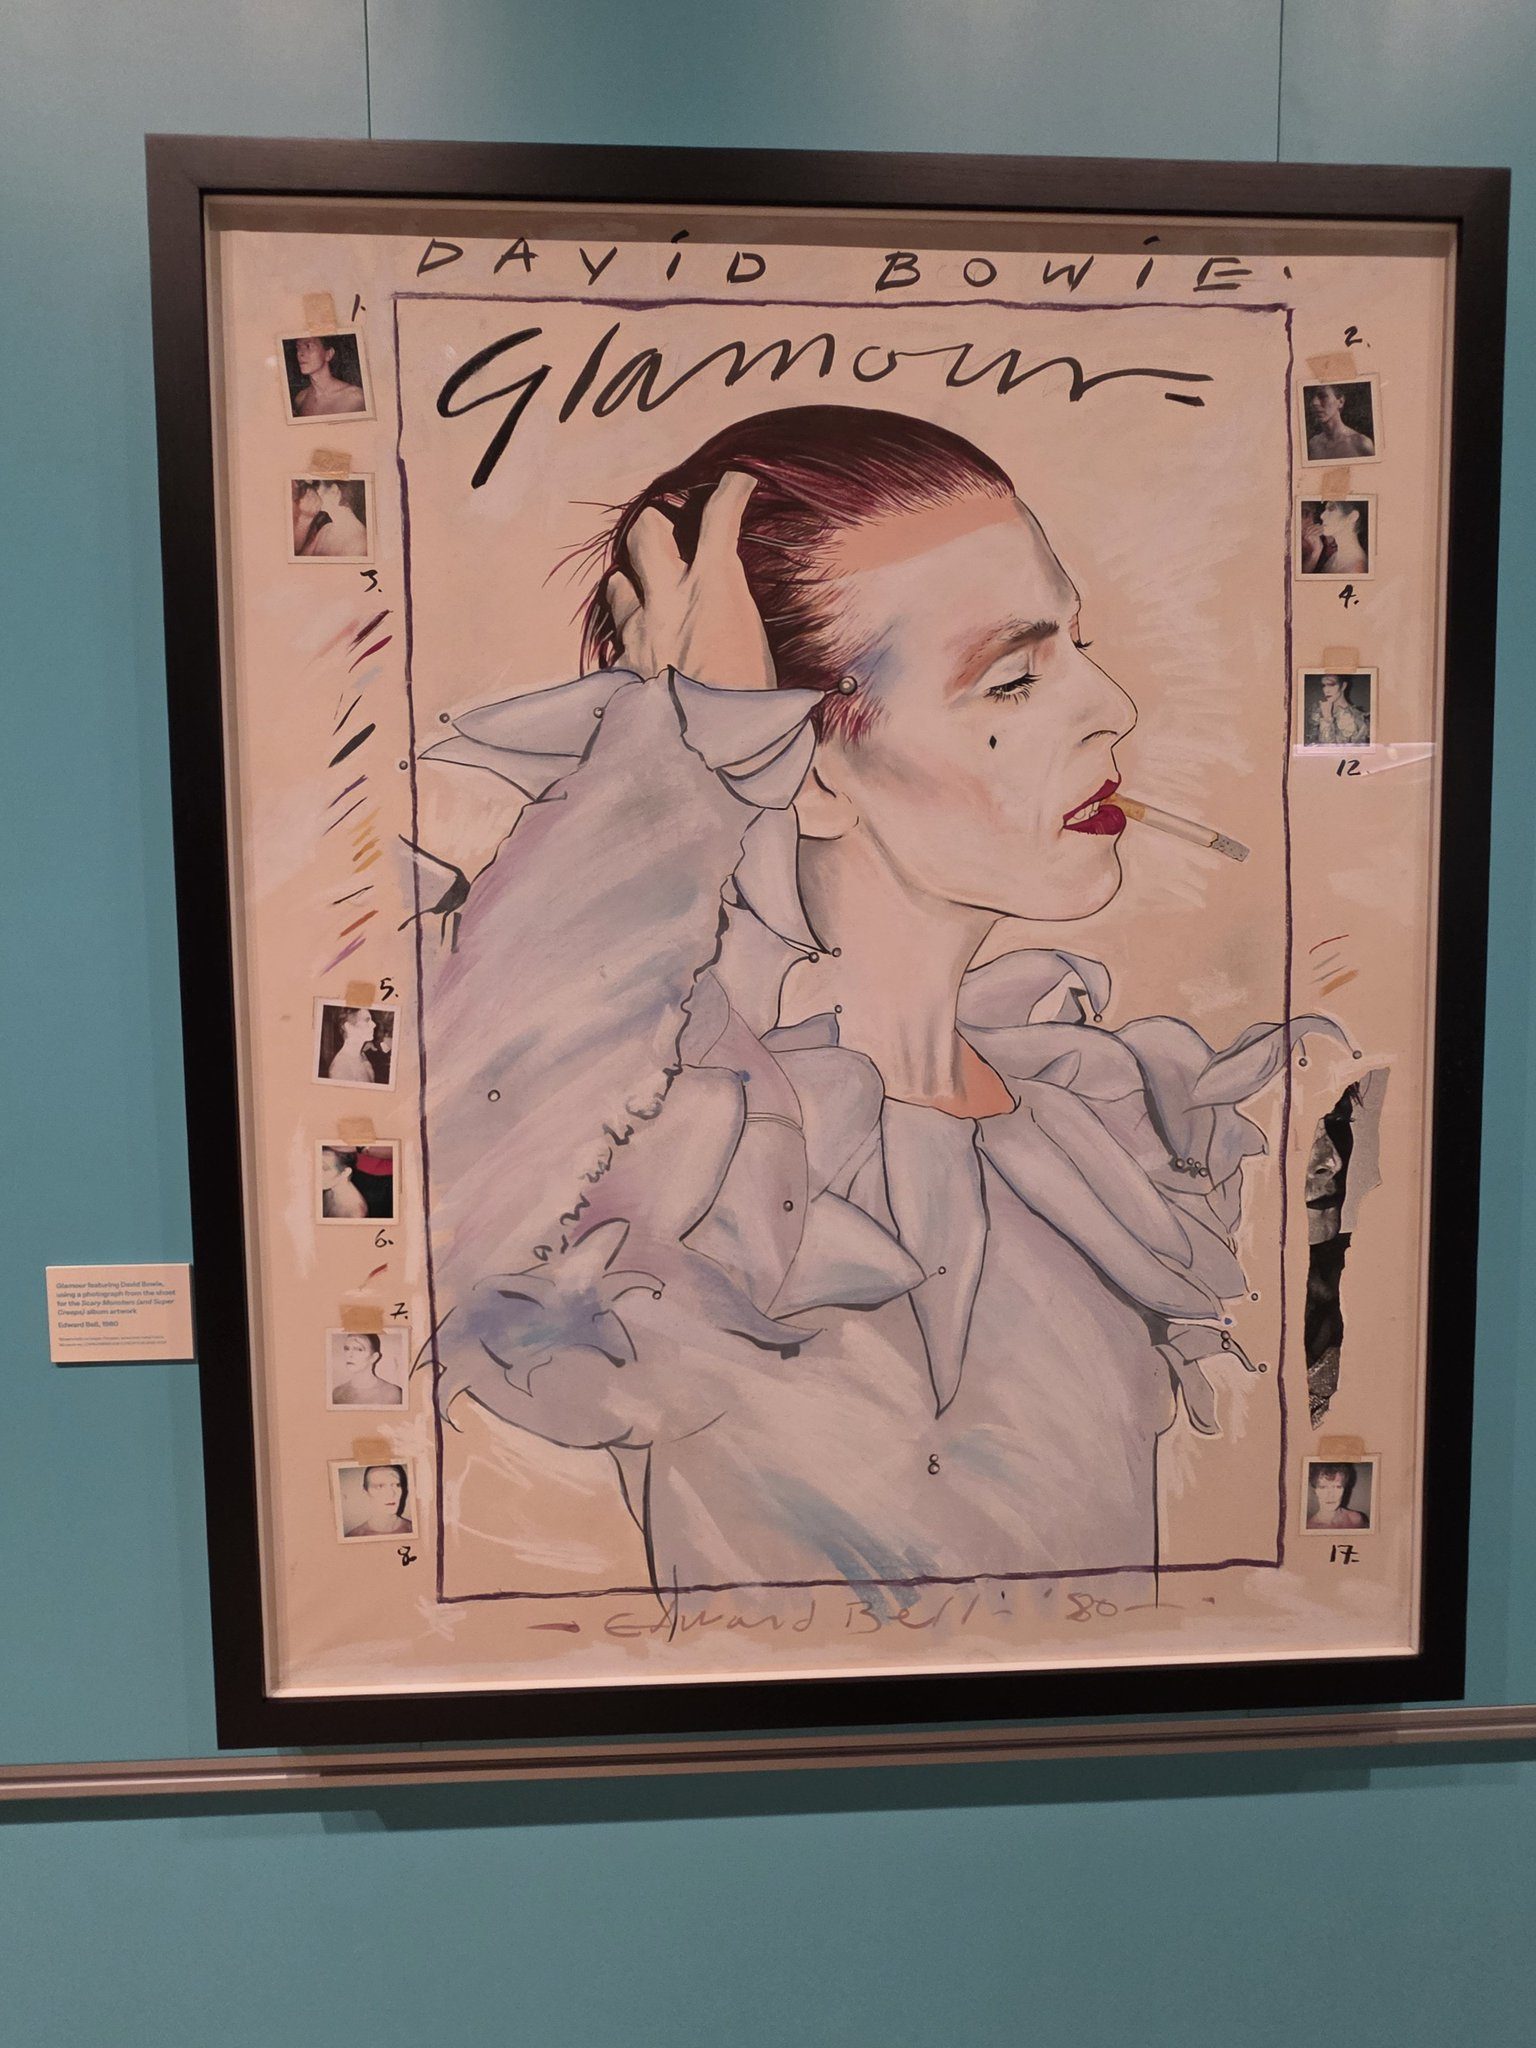 DAViD BOWiE.
Glamour
1.
2.
3.
4.
12.
5.
6.
7.
8.
17.
Edward Bell '80
Glamour featuring David Bowie,
using a photograph from the shoot
for the Scary Monsters (and Super
Creeps) album artwork
Edward Bell, 1980